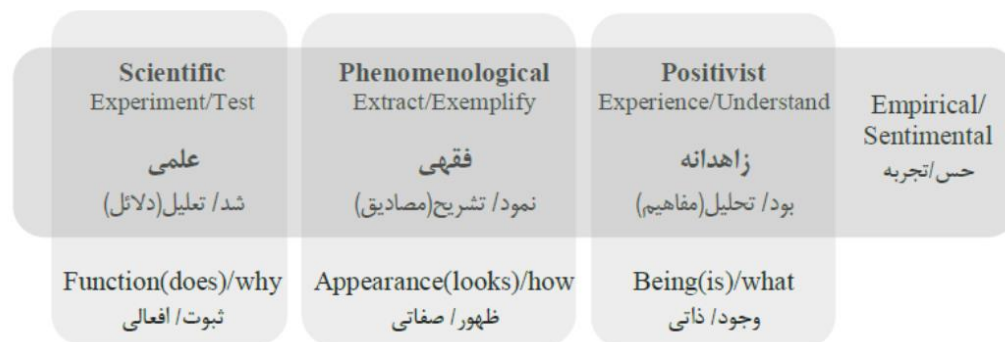 Scientific
Experiment/Test
علمی
شد/ تعلیل(دلائل)
Function(does)/why
ثبوت/ افعالی
Phenomenological
Extract/Exemplify
فقهی
نمود/ تشریح(مصادیق)
Appearance(looks)/how
ظهور/ صفاتی
Positivist
Experience/Understand
زاهدانه
بود/ تحلیل(مفاهیم)
Being(is)/what
وجود/ ذاتی
Empirical/
Sentimental
حس/تجربه